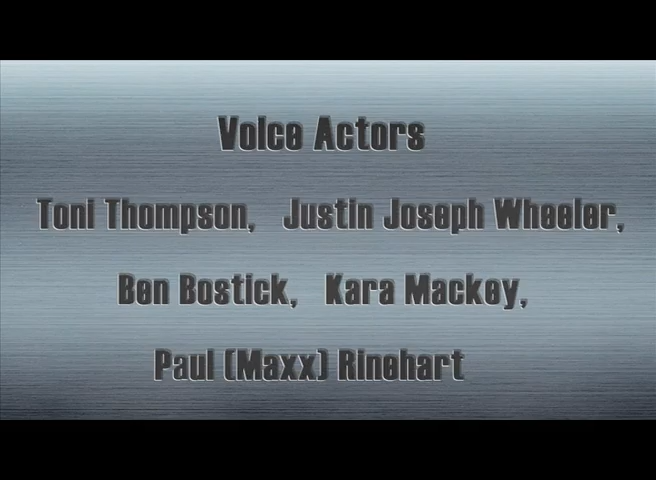 Voice Actors
Toni Thompson, Justin Joseph Wheeler,
Ben Bostick, Kara Mackey,
Paul (Maxx) Rinehart